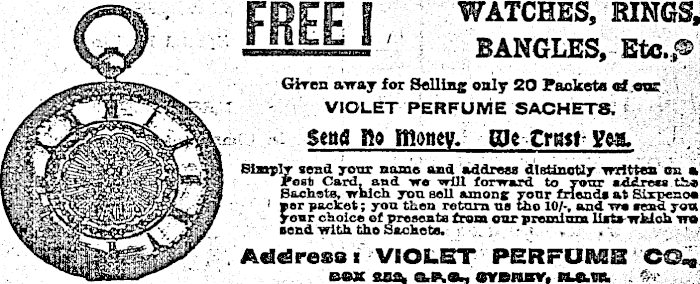 FREE!
WATCHES, RINGS,
BANGLES, Etc.,
Given away for Selling only 20 Packets of our
VIOLET PERFUME SACHETS.
Send No Money. We Trust You.
Simply send your name and address distinctly written on a
Post Card, and we will forward to your address the
Sachets, which you sell among your friends at Sixpence
per packet; you then return us the 10/-, and we send you
your choice of presents from our premium lists which we
send with the Sachets.
Address: VIOLET PERFUME CO.,
BOX 252, G.P.O., SYDNEY, N.S.W.